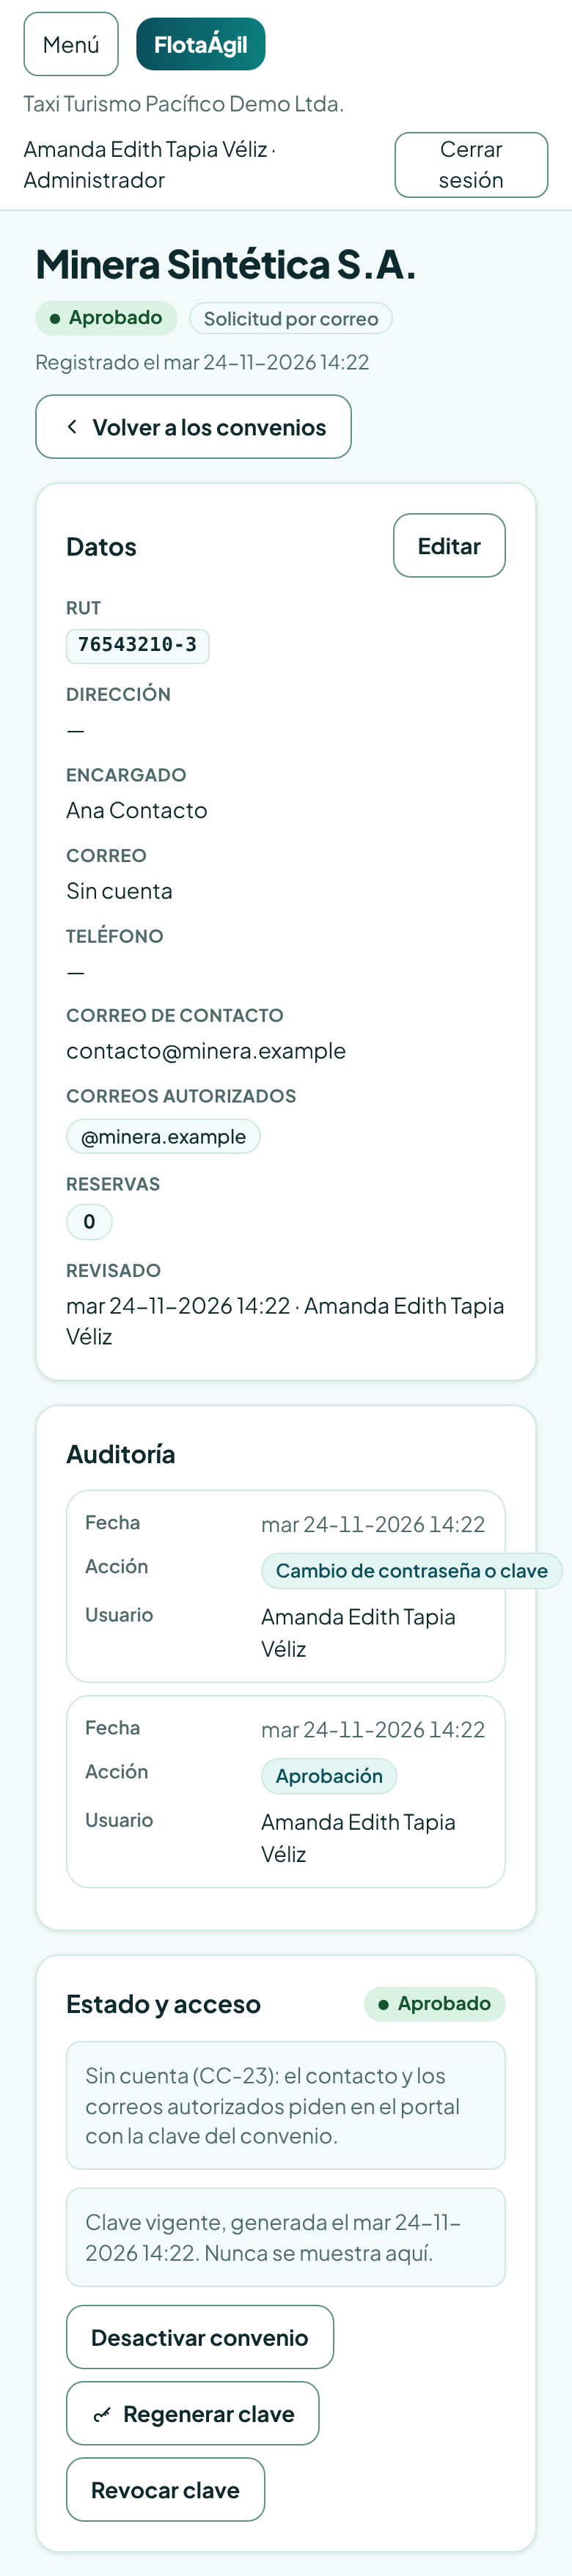 Menú
FlotaÁgil
Taxi Turismo Pacífico Demo Ltda.
Amanda Edith Tapia Véliz ·
Administrador
Cerrar
sesión
Minera Sintética S.A.
Aprobado
Solicitud por correo
Registrado el mar 24-11-2026 14:22
Volver a los convenios
Datos
Editar
RUT
76543210-3
DIRECCIÓN
—
ENCARGADO
Ana Contacto
CORREO
Sin cuenta
TELÉFONO
—
CORREO DE CONTACTO
contacto@minera.example
CORREOS AUTORIZADOS
@minera.example
RESERVAS
0
REVISADO
mar 24-11-2026 14:22 · Amanda Edith Tapia
Véliz
Auditoría
Fecha
mar 24-11-2026 14:22
Acción
Cambio de contraseña o clave
Usuario
Amanda Edith Tapia
Véliz
Fecha
mar 24-11-2026 14:22
Acción
Aprobación
Usuario
Amanda Edith Tapia
Véliz
Estado y acceso
Aprobado
Sin cuenta (CC-23): el contacto y los
correos autorizados piden en el portal
con la clave del convenio.
Clave vigente, generada el mar 24-11-
2026 14:22. Nunca se muestra aquí.
Desactivar convenio
Regenerar clave
Revocar clave